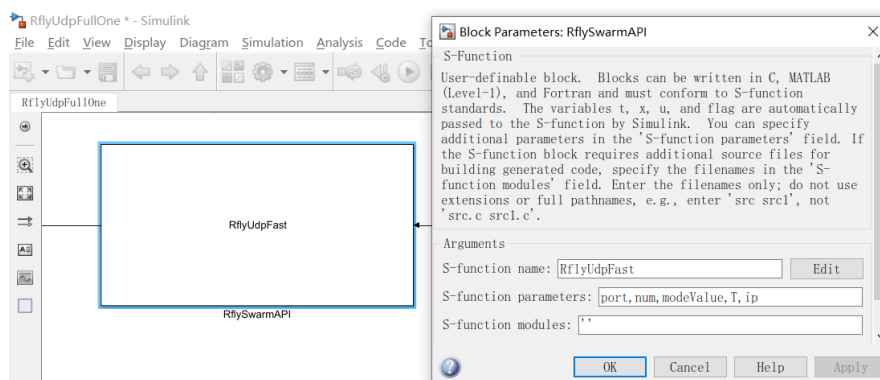 RflyUdpFullOne * - Simulink
File Edit View Display Diagram Simulation Analysis Code
RflyUdpFullOne
RflyUdpFast
RflySwarmAPI
Block Parameters: RflySwarmAPI
S-Function
User-definable block. Blocks can be written in C, MATLAB
(Level-1), and Fortran and must conform to S-function
standards. The variables t, x, u, and flag are automatically
passed to the S-function by Simulink. You can specify
additional parameters in the 'S-function parameters' field. If
the S-function block requires additional source files for
building generated code, specify the filenames in the 'S-
function modules' field. Enter the filenames only; do not use
extensions or full pathnames, e.g., enter 'src src1', not
'src.c src1.c'.
Arguments
S-function name: RflyUdpFast Edit
S-function parameters: port,num,modeValue,T,ip
S-function modules: ''
OK Cancel Help Apply